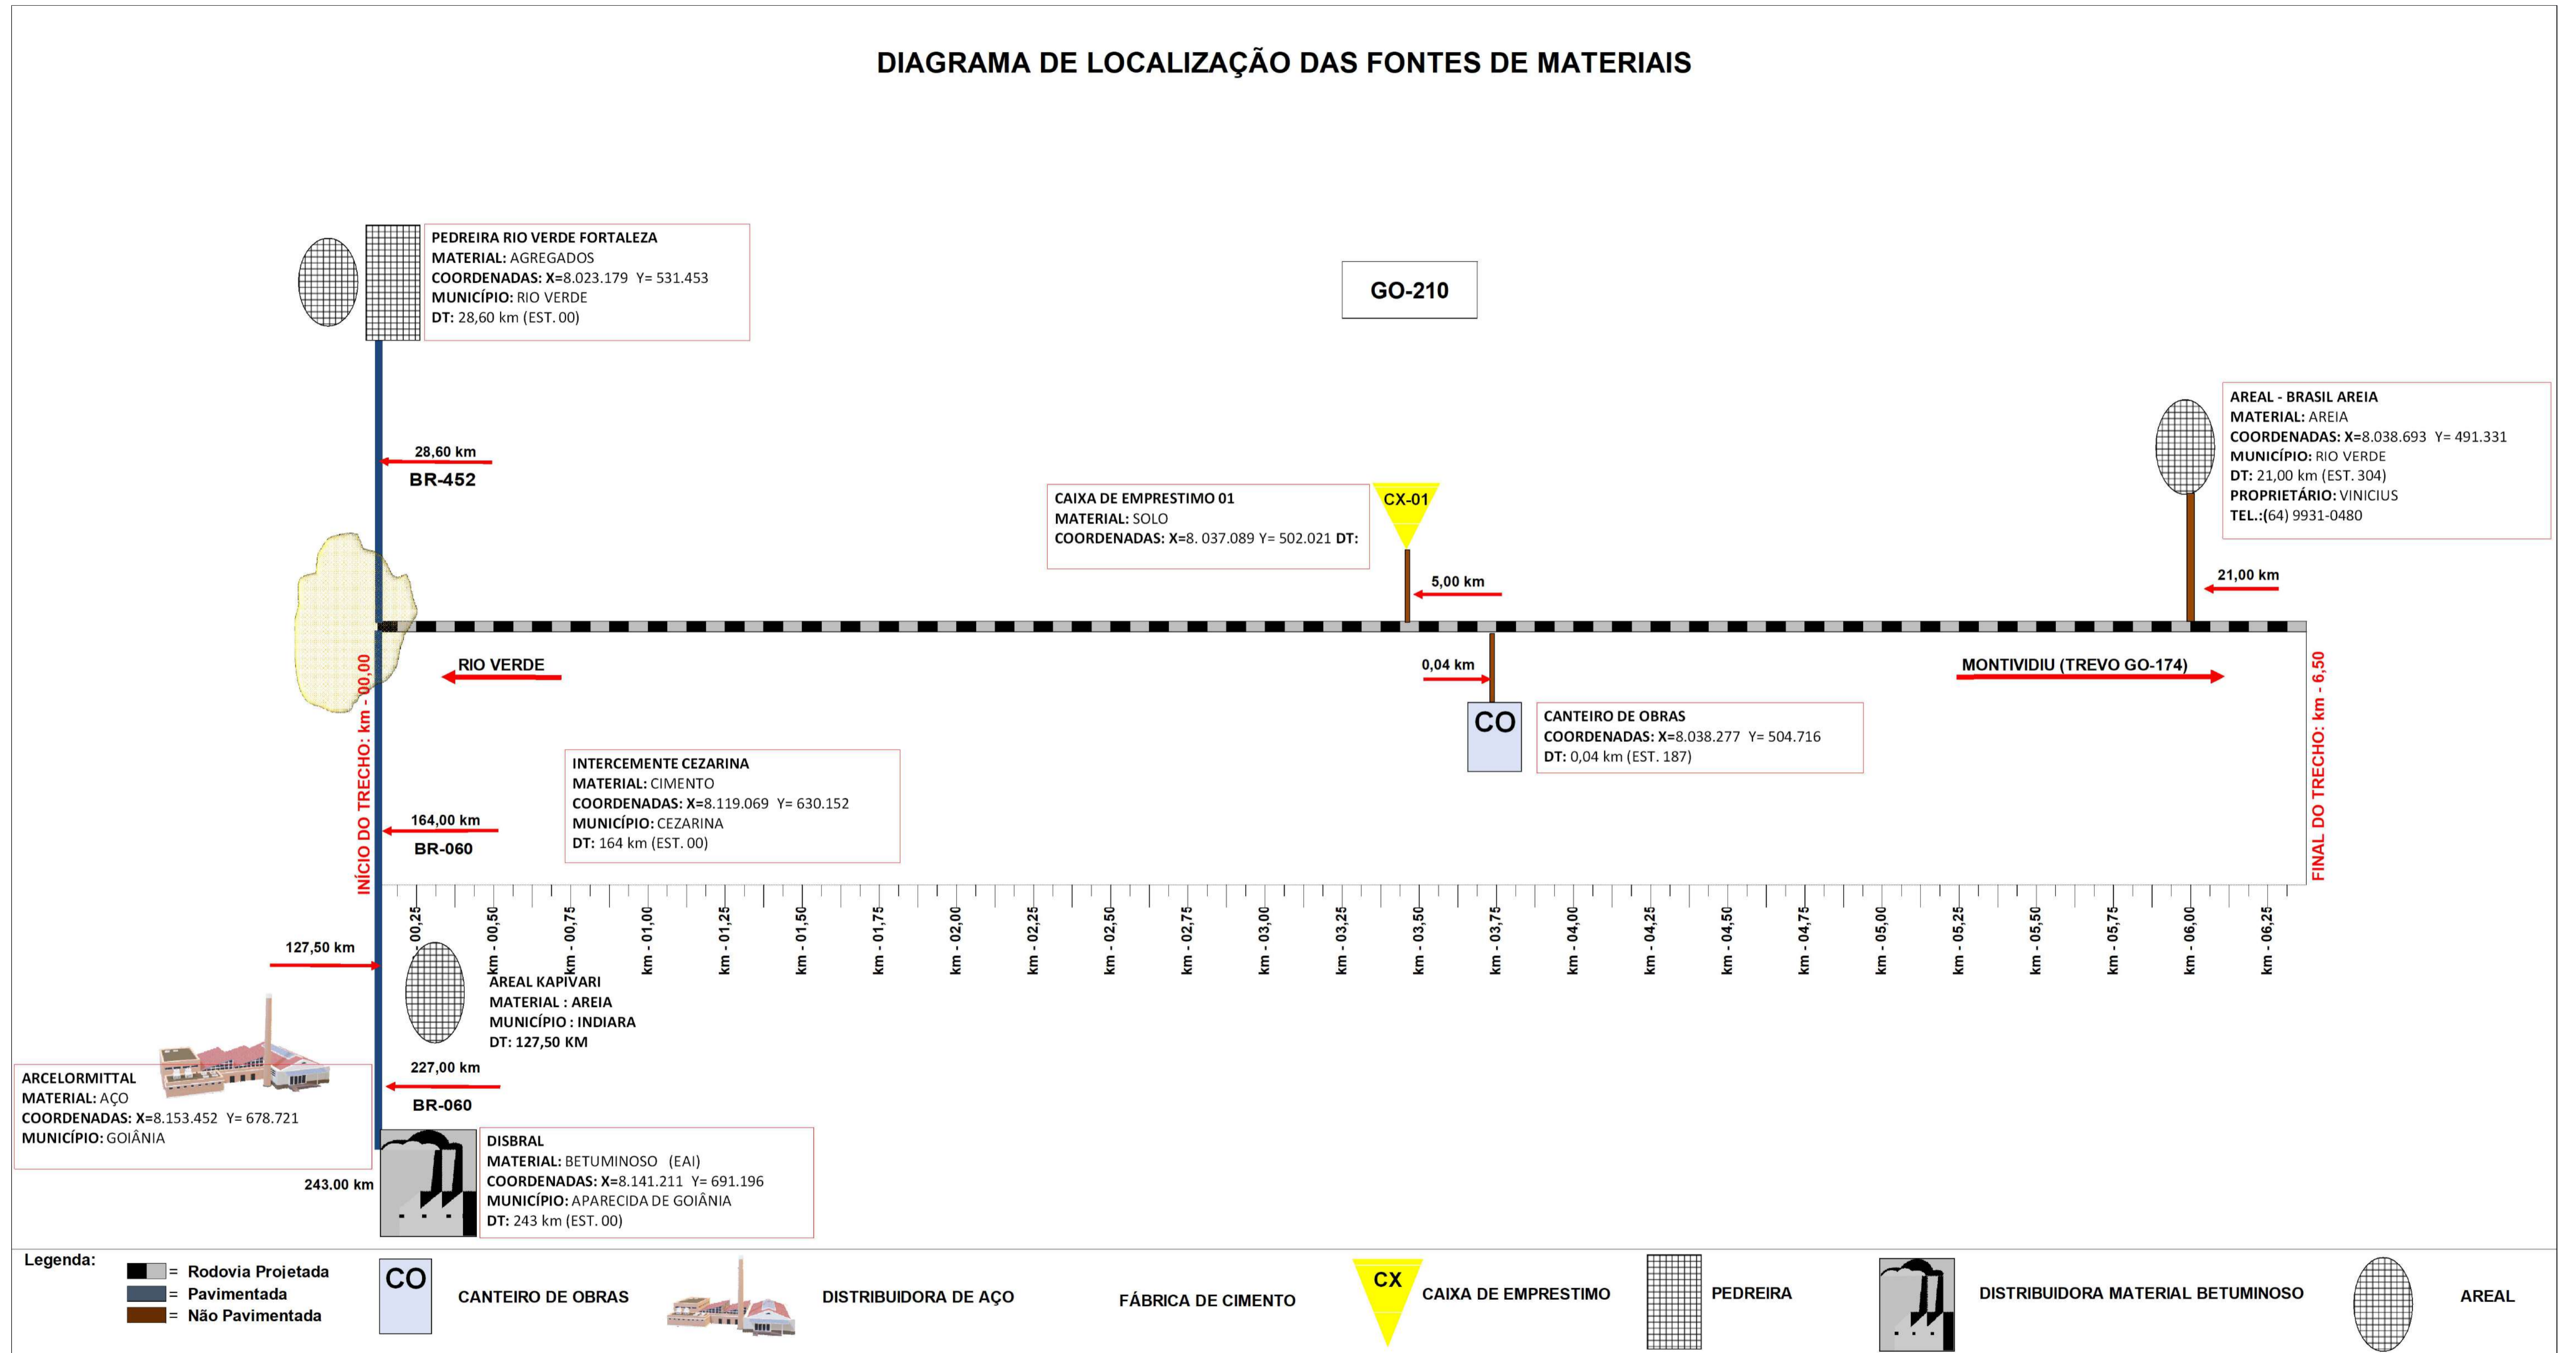 DIAGRAMA DE LOCALIZAÇÃO DAS FONTES DE MATERIAIS
PEDREIRA RIO VERDE FORTALEZA
MATERIAL: AGREGADOS
COORDENADAS: X=8.023.179 Y= 531.453
MUNICÍPIO: RIO VERDE
DT: 28,60 km (EST. 00)
GO-210
28,60 km
BR-452
CAIXA DE EMPRESTIMO 01
MATERIAL: SOLO
COORDENADAS: X=8. 037.089 Y= 502.021 DT:
CX-01
5,00 km
AREAL - BRASIL AREIA
MATERIAL: AREIA
COORDENADAS: X=8.038.693 Y= 491.331
MUNICÍPIO: RIO VERDE
DT: 21,00 km (EST. 304)
PROPRIETÁRIO: VINICIUS
TEL.:(64) 9931-0480
21,00 km
RIO VERDE
0,04 km
MONTIVIDIU (TREVO GO-174)
INÍCIO DO TRECHO: km - 00,00
FINAL DO TRECHO: km - 6,50
CO
CANTEIRO DE OBRAS
COORDENADAS: X=8.038.277 Y= 504.716
DT: 0,04 km (EST. 187)
INTERCEMENTE CEZARINA
MATERIAL: CIMENTO
COORDENADAS: X=8.119.069 Y= 630.152
MUNICÍPIO: CEZARINA
DT: 164 km (EST. 00)
164,00 km
BR-060
- 00,25
km - 00,50
km - 00,75
km - 01,00
km - 01,25
km - 01,50
km - 01,75
km - 02,00
km - 02,25
km - 02,50
km - 02,75
km - 03,00
km - 03,25
km - 03,50
km - 03,75
km - 04,00
km - 04,25
km - 04,50
km - 04,75
km - 05,00
km - 05,25
km - 05,50
km - 05,75
km - 06,00
km - 06,25
127,50 km
AREAL KAPIVARI
MATERIAL : AREIA
MUNICÍPIO : INDIARA
DT: 127,50 KM
227,00 km
BR-060
ARCELORMITTAL
MATERIAL: AÇO
COORDENADAS: X=8.153.452 Y= 678.721
MUNICÍPIO: GOIÂNIA
243.00 km
DISBRAL
MATERIAL: BETUMINOSO (EAI)
COORDENADAS: X=8.141.211 Y= 691.196
MUNICÍPIO: APARECIDA DE GOIÂNIA
DT: 243 km (EST. 00)
Legenda:
= Rodovia Projetada
= Pavimentada
= Não Pavimentada
CO
CANTEIRO DE OBRAS
DISTRIBUIDORA DE AÇO
FÁBRICA DE CIMENTO
CX
CAIXA DE EMPRESTIMO
PEDREIRA
DISTRIBUIDORA MATERIAL BETUMINOSO
AREAL